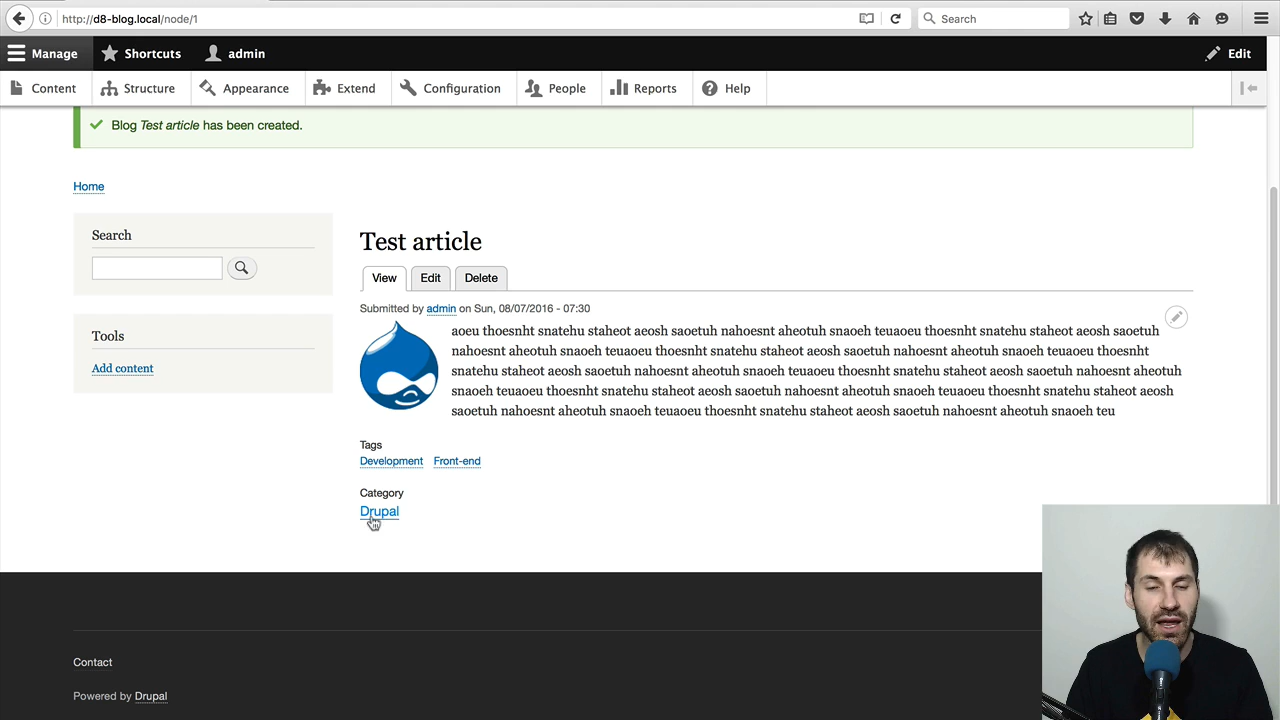 http://d8-blog.local/node/1
Search
Manage
Shortcuts
admin
Edit
Content
Structure
Appearance
Extend
Configuration
People
Reports
Help
Blog Test article has been created.
Home
Search
Tools
Add content
Test article
View
Edit
Delete
Submitted by admin on Sun, 08/07/2016 - 07:30
aoeu thoesnht snatehu staheot aeosh saoetuh nahoesnt aheotuh snaoeh teuaoeu thoesnht snatehu staheot aeosh saoetuh
nahoesnt aheotuh snaoeh teuaoeu thoesnht snatehu staheot aeosh saoetuh nahoesnt aheotuh snaoeh teuaoeu thoesnht
snatehu staheot aeosh saoetuh nahoesnt aheotuh snaoeh teuaoeu thoesnht snatehu staheot aeosh saoetuh nahoesnt aheotuh
snaoeh teuaoeu thoesnht snatehu staheot aeosh saoetuh nahoesnt aheotuh snaoeh teuaoeu thoesnht snatehu staheot aeosh
saoetuh nahoesnt aheotuh snaoeh teuaoeu thoesnht snatehu staheot aeosh saoetuh nahoesnt aheotuh snaoeh teu
Tags
Development Front-end
Category
Drupal
Contact
Powered by Drupal